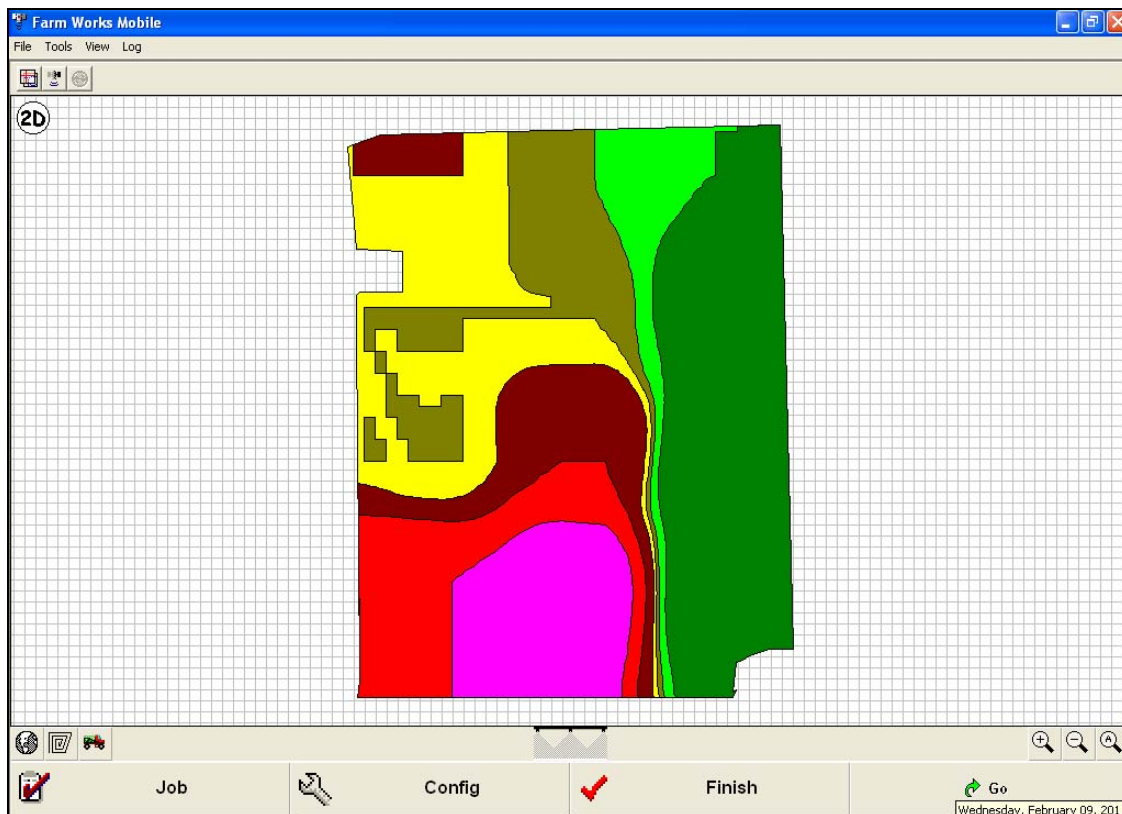 Farm Works Mobile
File Tools View Log
2D
A
Job Config Finish Go
Wednesday, February 09, 201